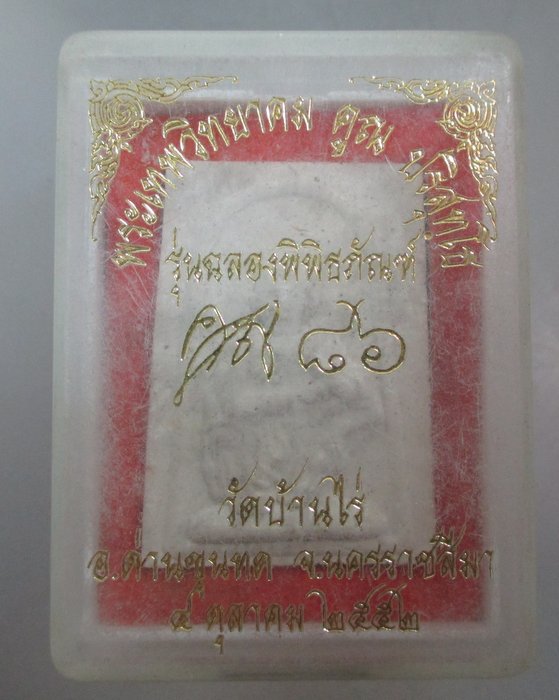 พระเทพวิทยาคม คูณ ปริสุทฺโธ
รุ่นฉลองพิพิธภัณฑ์
คูณ ๘๖
วัดบ้านไร่
อ.ด่านขุนทด จ.นครราชสีมา
๔ ตุลาคม ๒๕๕๒